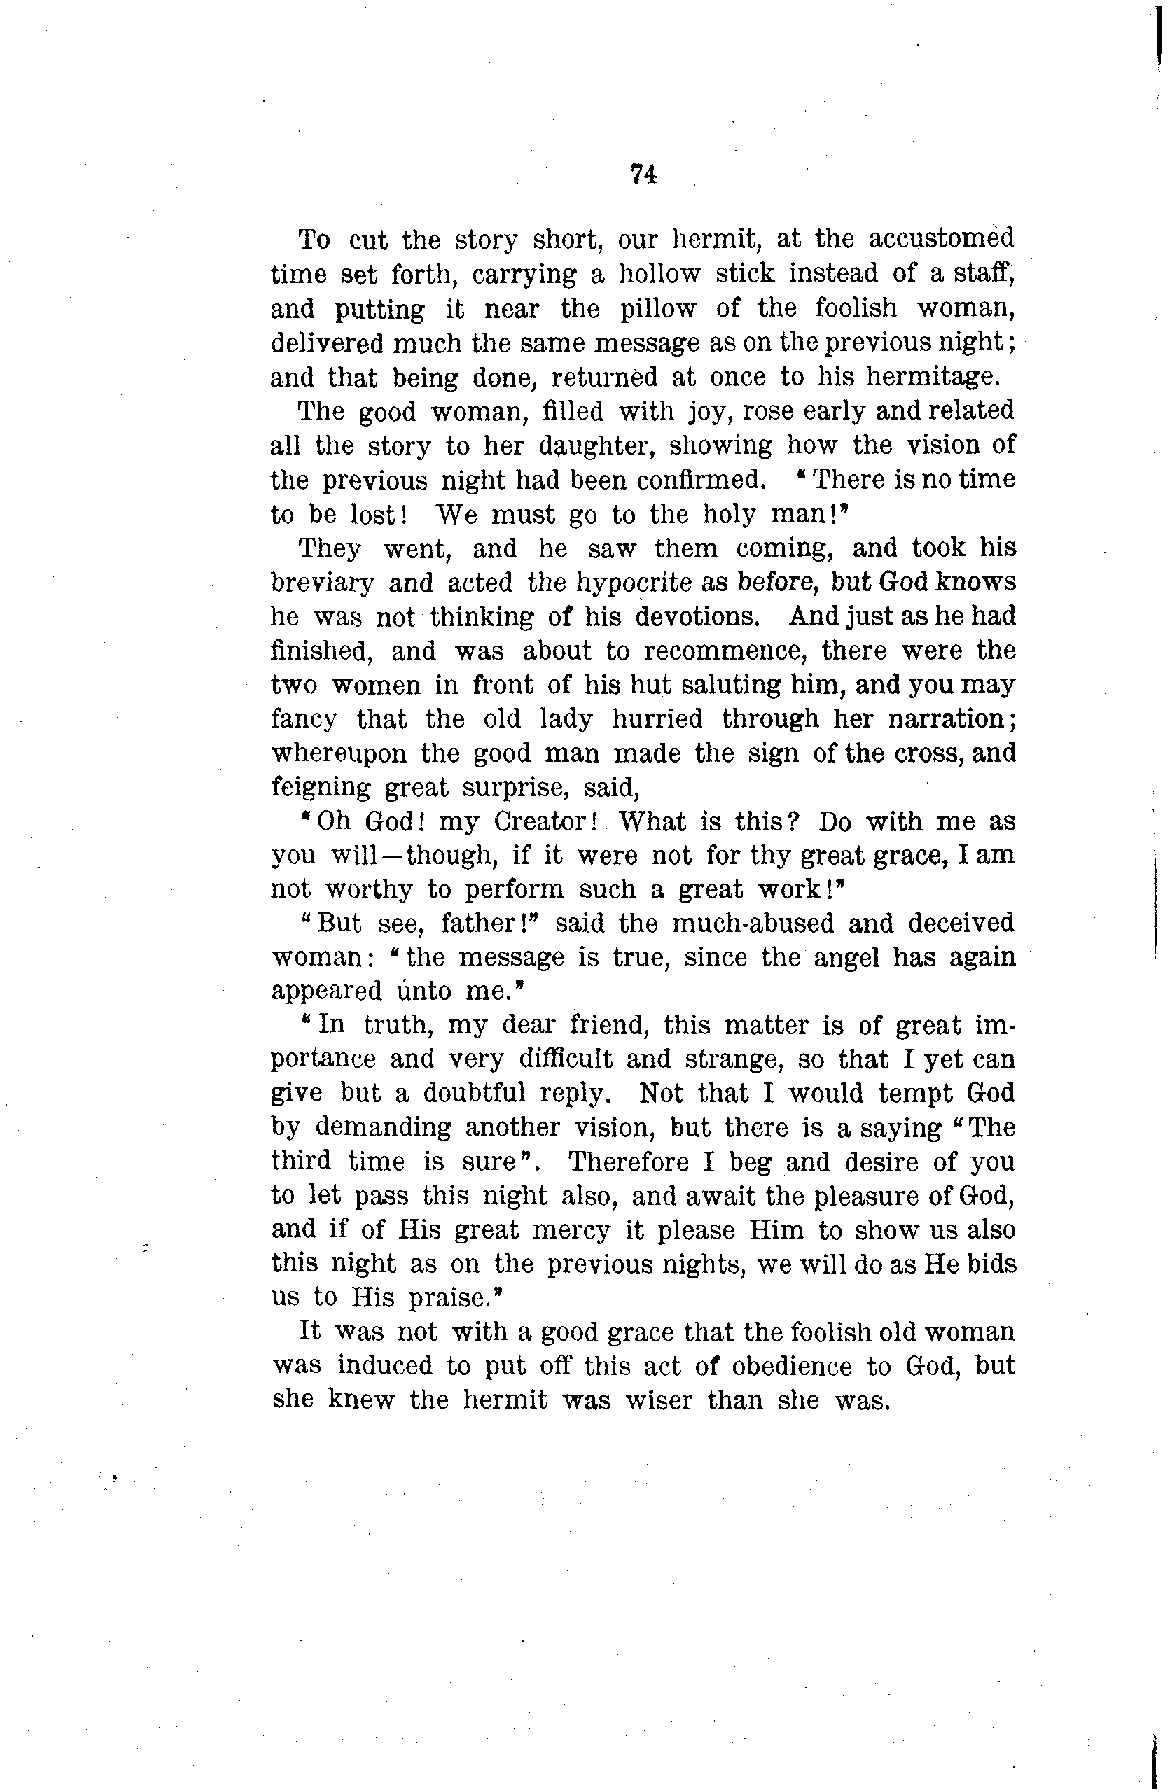 74
To cut the story short, our hermit, at the accustomed
time set forth, carrying a hollow stick instead of a staff,
and putting it near the pillow of the foolish woman,
delivered much the same message as on the previous night;
and that being done, returned at once to his hermitage.
The good woman, filled with joy, rose early and related
all the story to her daughter, showing how the vision of
the previous night had been confirmed. “There is no time
to be lost! We must go to the holy man!”
They went, and he saw them coming, and took his
breviary and acted the hypocrite as before, but God knows
he was not thinking of his devotions. And just as he had
finished, and was about to recommence, there were the
two women in front of his hut saluting him, and you may
fancy that the old lady hurried through her narration;
whereupon the good man made the sign of the cross, and
feigning great surprise, said,
“Oh God! my Creator! What is this? Do with me as
you will—though, if it were not for thy great grace, I am
not worthy to perform such a great work!”
“But see, father!” said the much-abused and deceived
woman: “the message is true, since the angel has again
appeared unto me.”
“In truth, my dear friend, this matter is of great im-
portance and very difficult and strange, so that I yet can
give but a doubtful reply. Not that I would tempt God
by demanding another vision, but there is a saying “The
third time is sure”. Therefore I beg and desire of you
to let pass this night also, and await the pleasure of God,
and if of His great mercy it please Him to show us also
this night as on the previous nights, we will do as He bids
us to His praise.”
It was not with a good grace that the foolish old woman
was induced to put off this act of obedience to God, but
she knew the hermit was wiser than she was.